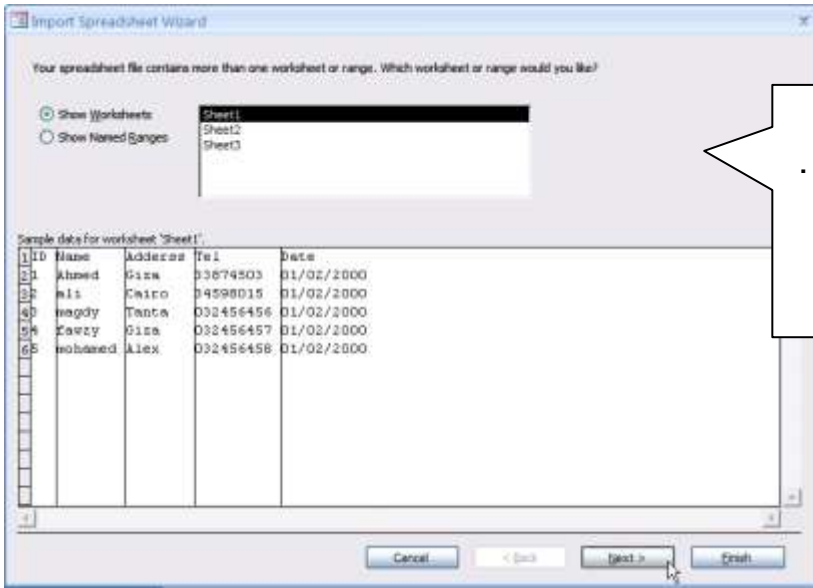 Import Spreadsheet Wizard
Your spreadsheet file contains more than one worksheet or range. Which worksheet or range would you like?
Show Worksheets
Show Named Ranges
Sheet1
Sheet2
Sheet3
.
Sample data for worksheet 'Sheet1'.
1 ID Name Adderss Tel Date
2 1 Ahmed Giza 33874503 01/02/2000
3 2 ali Cairo 34598015 01/02/2000
4 3 magdy Tanta 032456456 01/02/2000
5 4 fawzy Giza 032456457 01/02/2000
6 5 mohamed Alex 032456458 01/02/2000
Cancel < Back Next > Finish